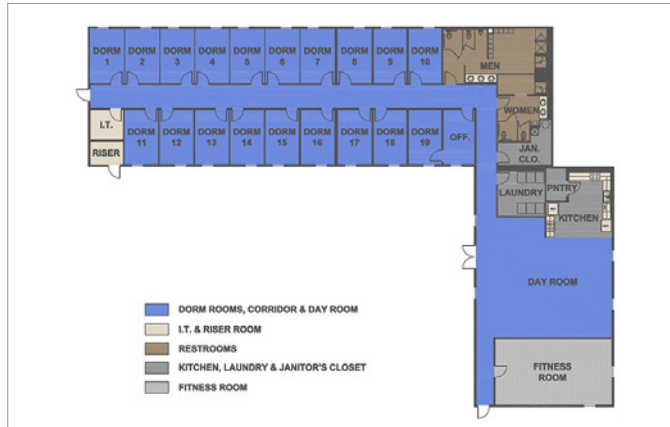 DORM
1
DORM
2
DORM
3
DORM
4
DORM
5
DORM
6
DORM
7
DORM
8
DORM
9
DORM
10
MEN
WOMEN
I.T.
RISER
DORM
11
DORM
12
DORM
13
DORM
14
DORM
15
DORM
16
DORM
17
DORM
18
DORM
19
OFF.
JAN.
CLO.
LAUNDRY
PNTRY
KITCHEN
DAY ROOM
FITNESS
ROOM
DORM ROOMS, CORRIDOR & DAY ROOM
I.T. & RISER ROOM
RESTROOMS
KITCHEN, LAUNDRY & JANITOR'S CLOSET
FITNESS ROOM